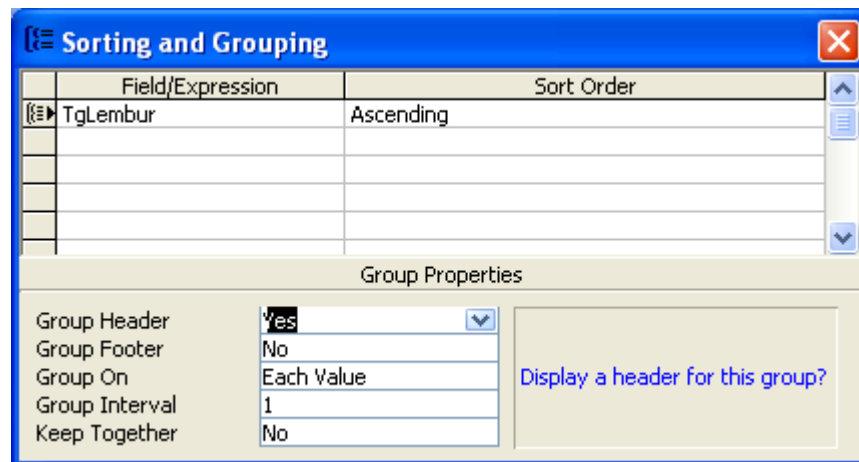 Sorting and Grouping
Field/Expression Sort Order
TgLembur Ascending
Group Properties
Group Header Yes
Group Footer No
Group On Each Value
Group Interval 1
Keep Together No
Display a header for this group?